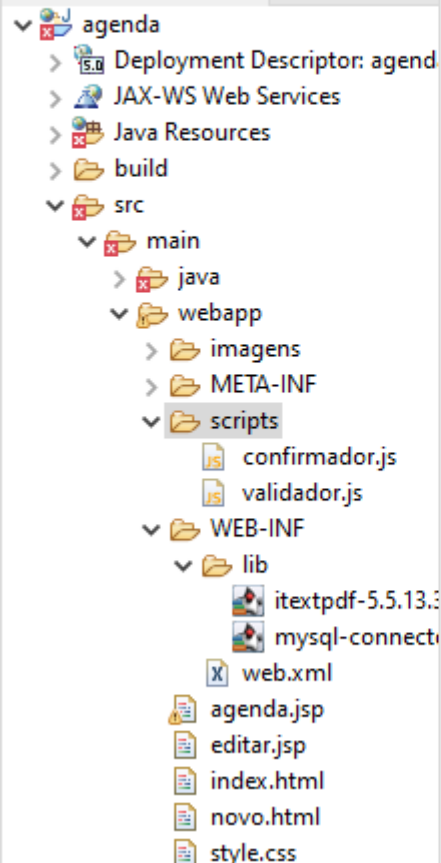 agenda
Deployment Descriptor: agend
JAX-WS Web Services
Java Resources
build
src
main
java
webapp
imagens
META-INF
scripts
confirmador.js
validador.js
WEB-INF
lib
itextpdf-5.5.13.3
mysql-connect
web.xml
agenda.jsp
editar.jsp
index.html
novo.html
style.css